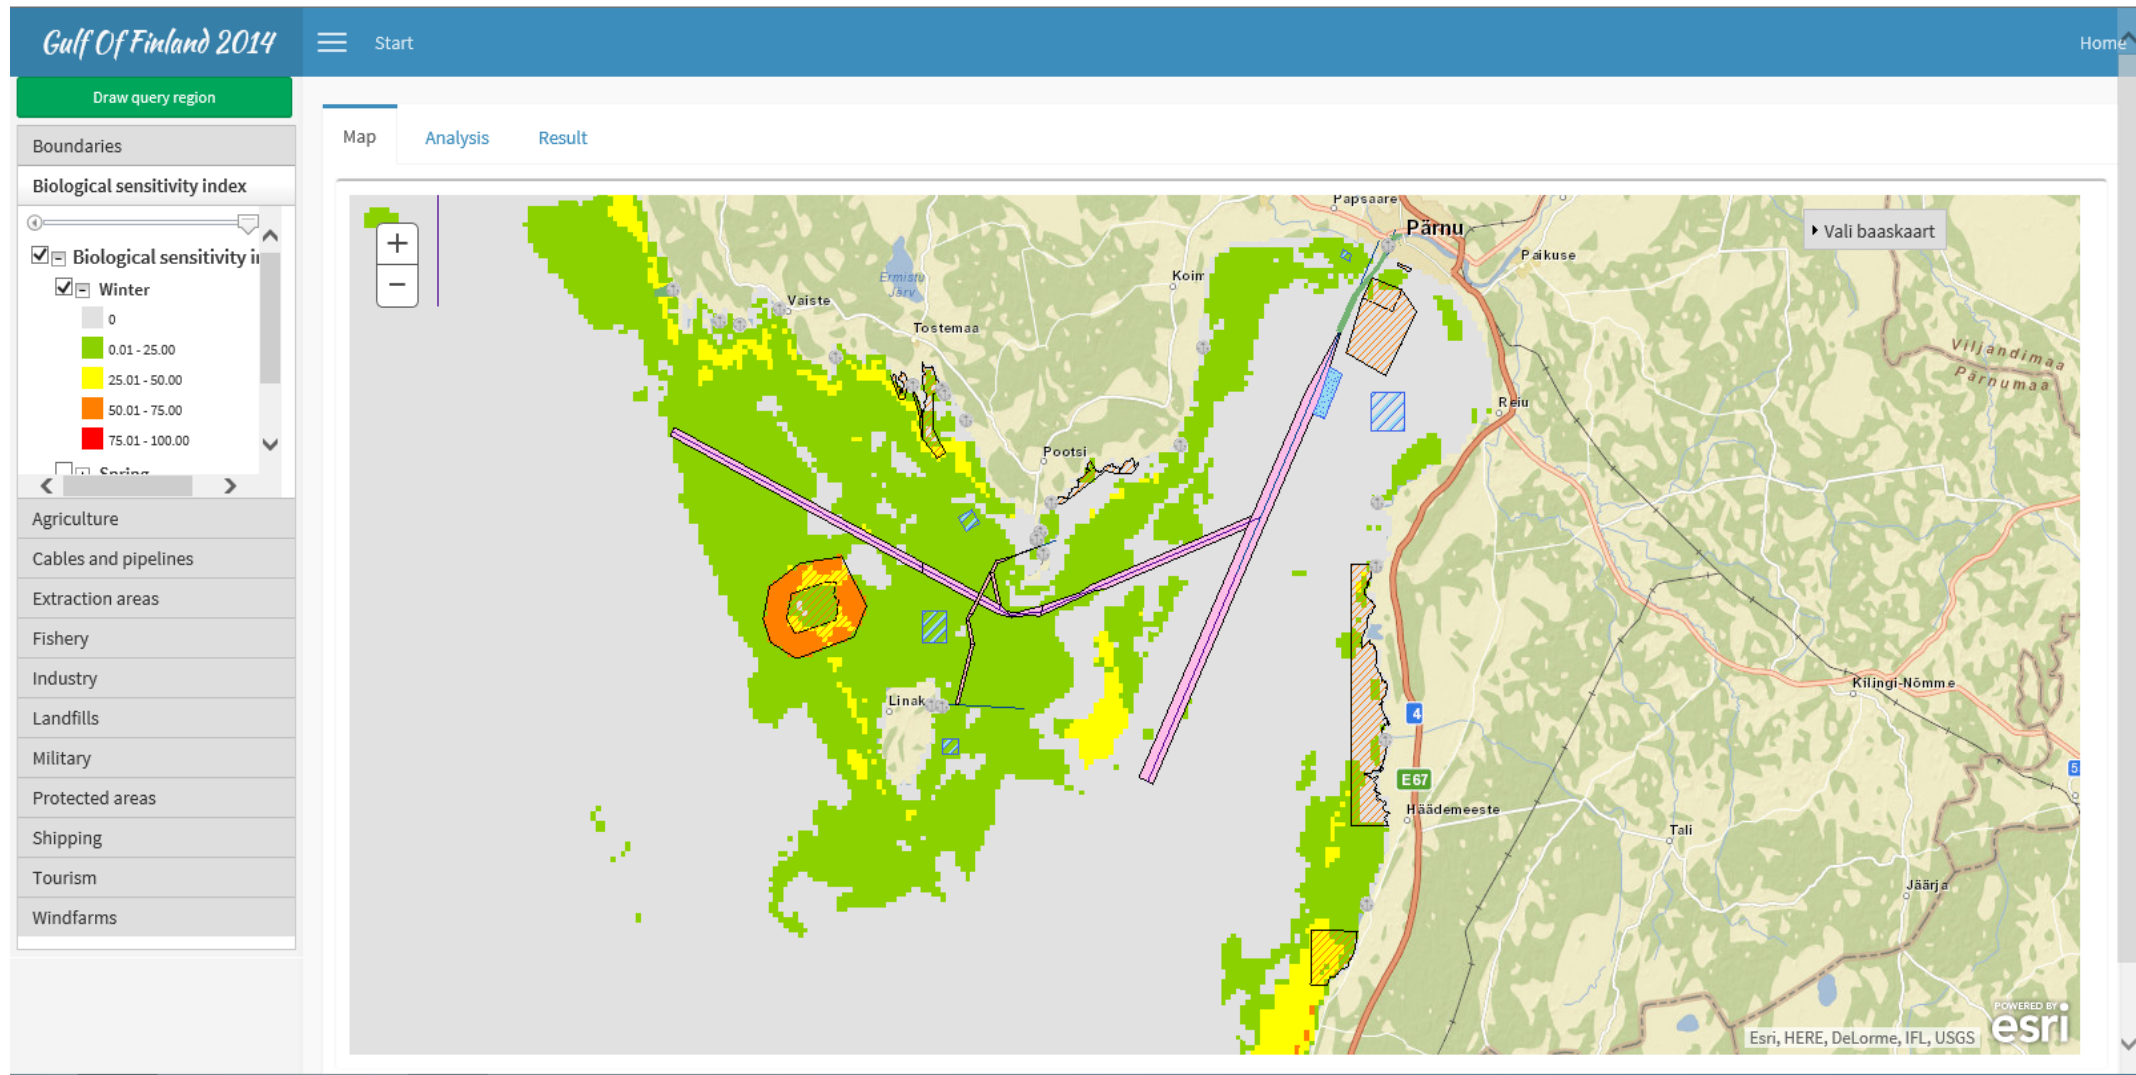 Gulf Of Finland 2014
Start
Home
Draw query region
Boundaries
Biological sensitivity index
Biological sensitivity i
Winter
0
0.01 - 25.00
25.01 - 50.00
50.01 - 75.00
75.01 - 100.00
Spring
Agriculture
Cables and pipelines
Extraction areas
Fishery
Industry
Landfills
Military
Protected areas
Shipping
Tourism
Windfarms
Map
Analysis
Result
+
−
Vali baaskaart
Papsaare
Pärnu
Paikuse
Ermistu
Järv
Koim
Vaiste
Tostemaa
Viljandimaa
Pärnumaa
Reiu
Pootsi
Kilingi-Nõmme
Linak
4
5
E67
Häädemeeste
Tali
Jäärja
POWERED BY
esri
Esri, HERE, DeLorme, IFL, USGS